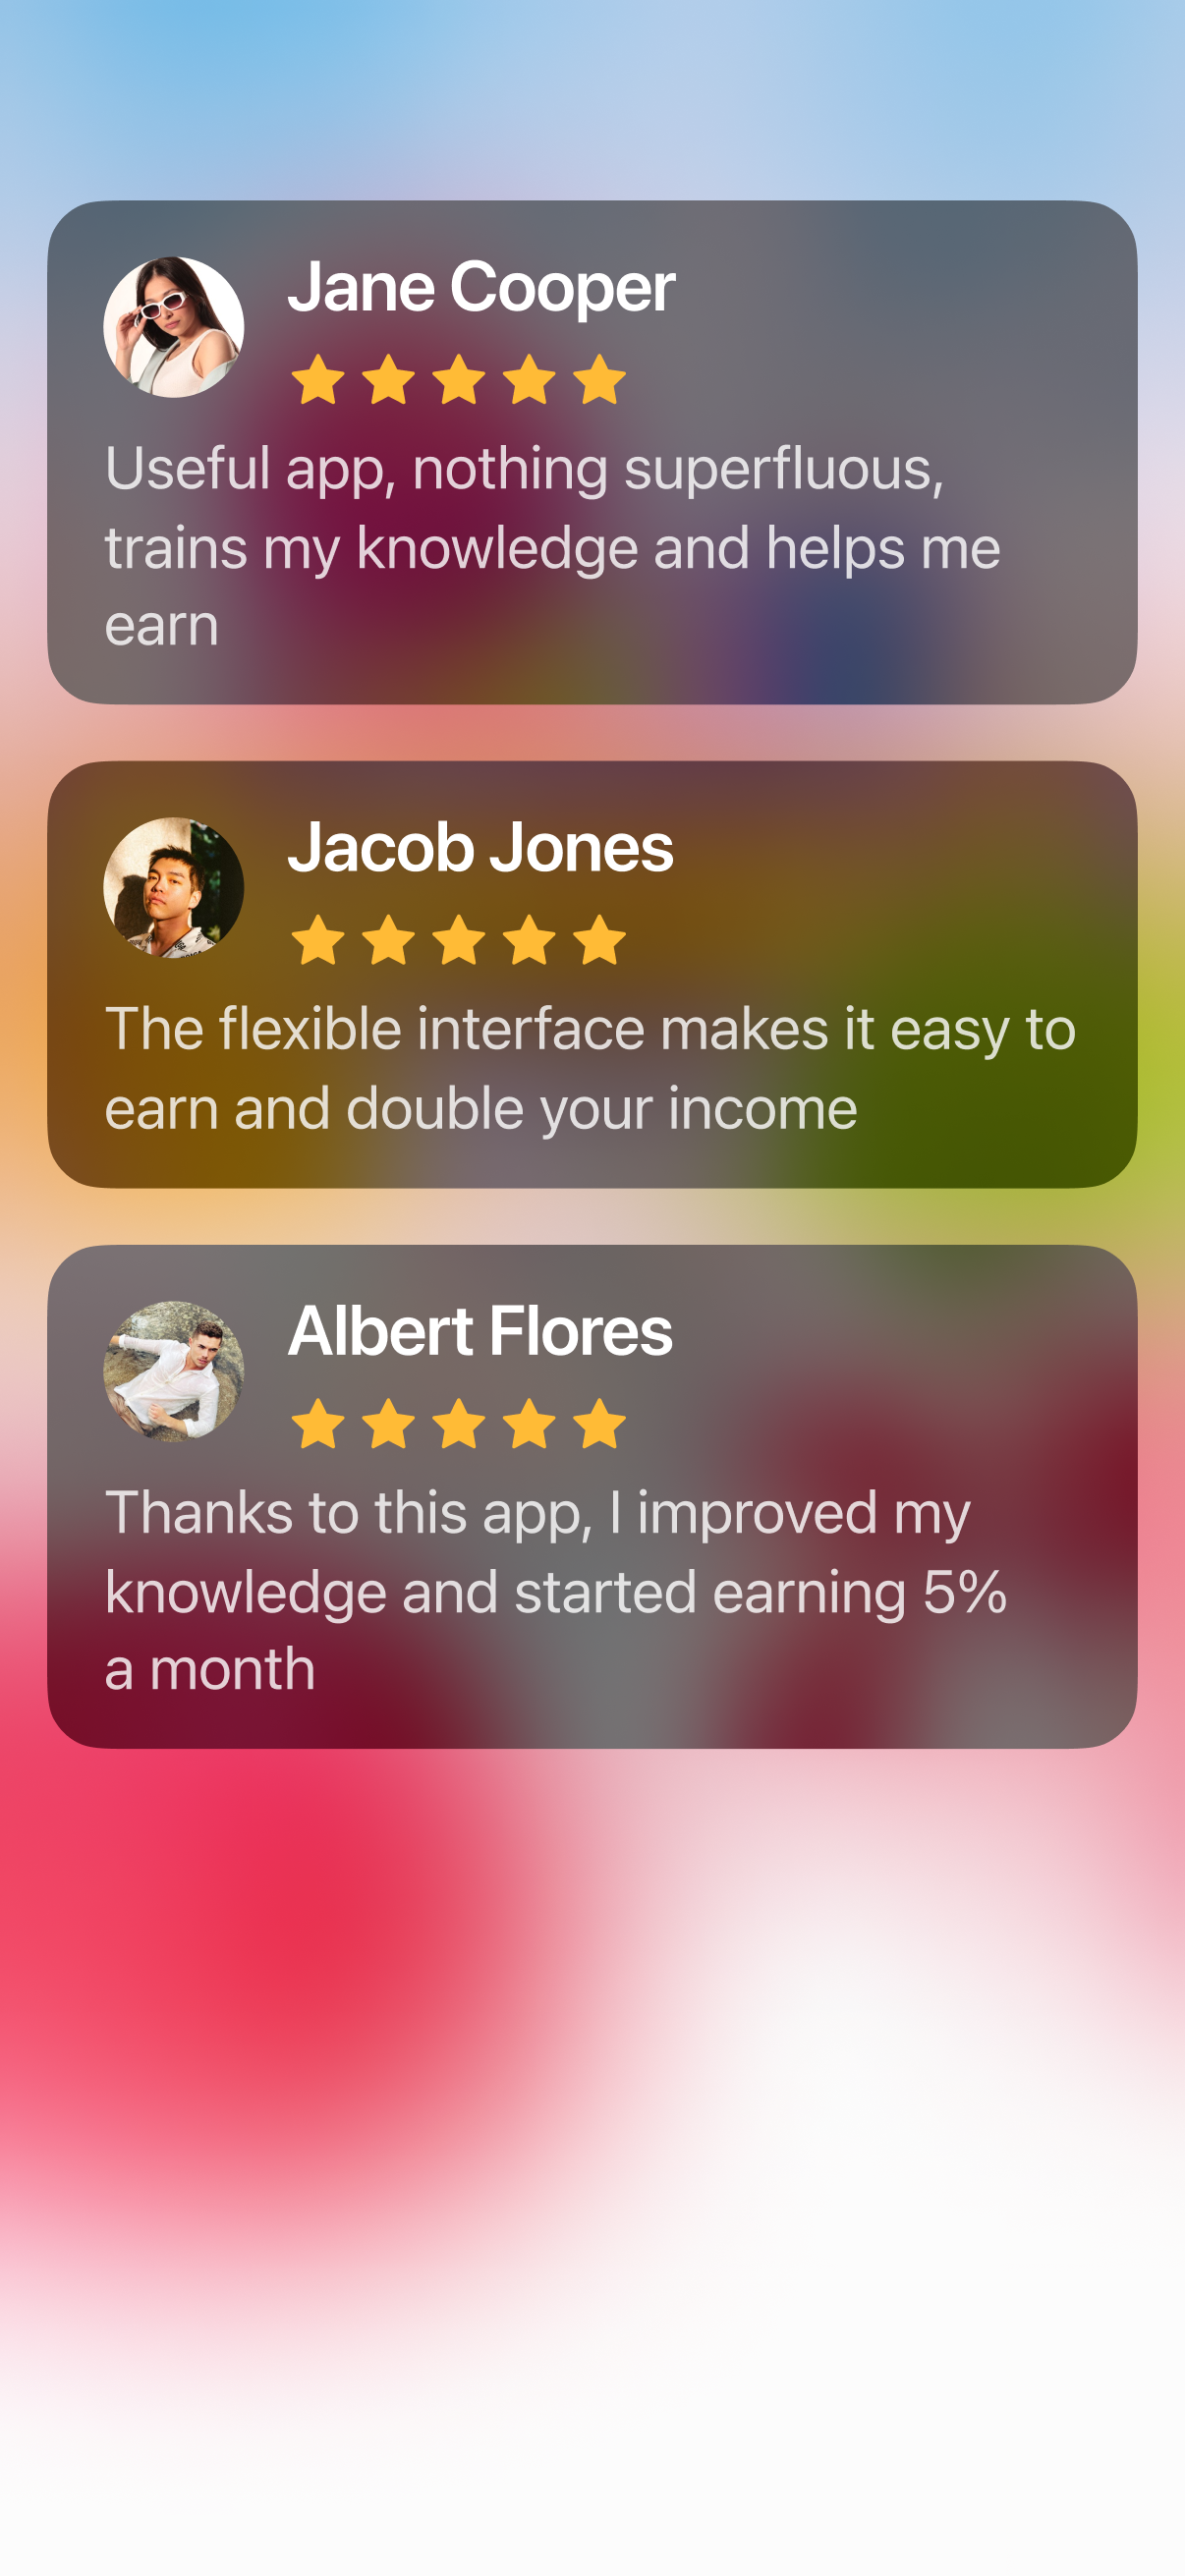 Jane Cooper
Useful app, nothing superfluous,
trains my knowledge and helps me
earn
Jacob Jones
The flexible interface makes it easy to
earn and double your income
Albert Flores
Thanks to this app, I improved my
knowledge and started earning 5%
a month